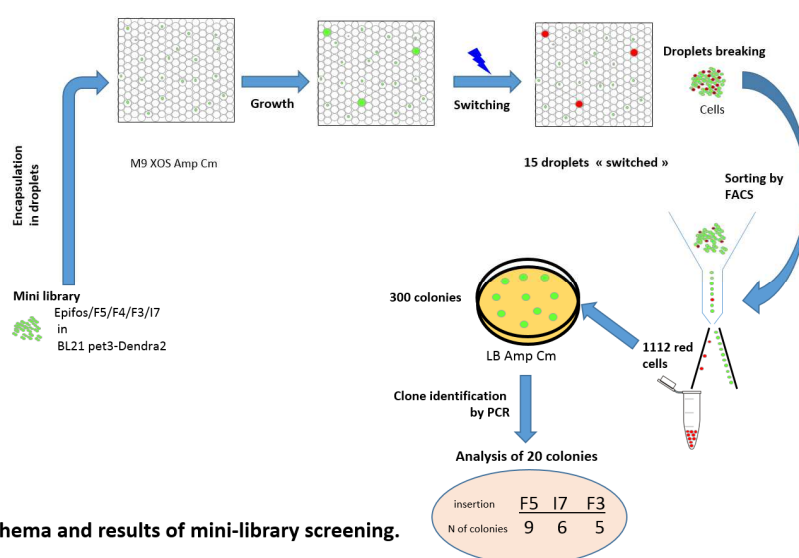 Encapsulation
in droplets
M9 XOS Amp Cm
Growth
Switching
15 droplets « switched »
Droplets breaking
Cells
Sorting by
FACS
Mini library
Epifos/F5/F4/F3/I7
in
BL21 pet3-Dendra2
300 colonies
LB Amp Cm
1112 red
cells
Clone identification
by PCR
Analysis of 20 colonies
insertion F5 I7 F3
N of colonies 9 6 5
hema and results of mini-library screening.